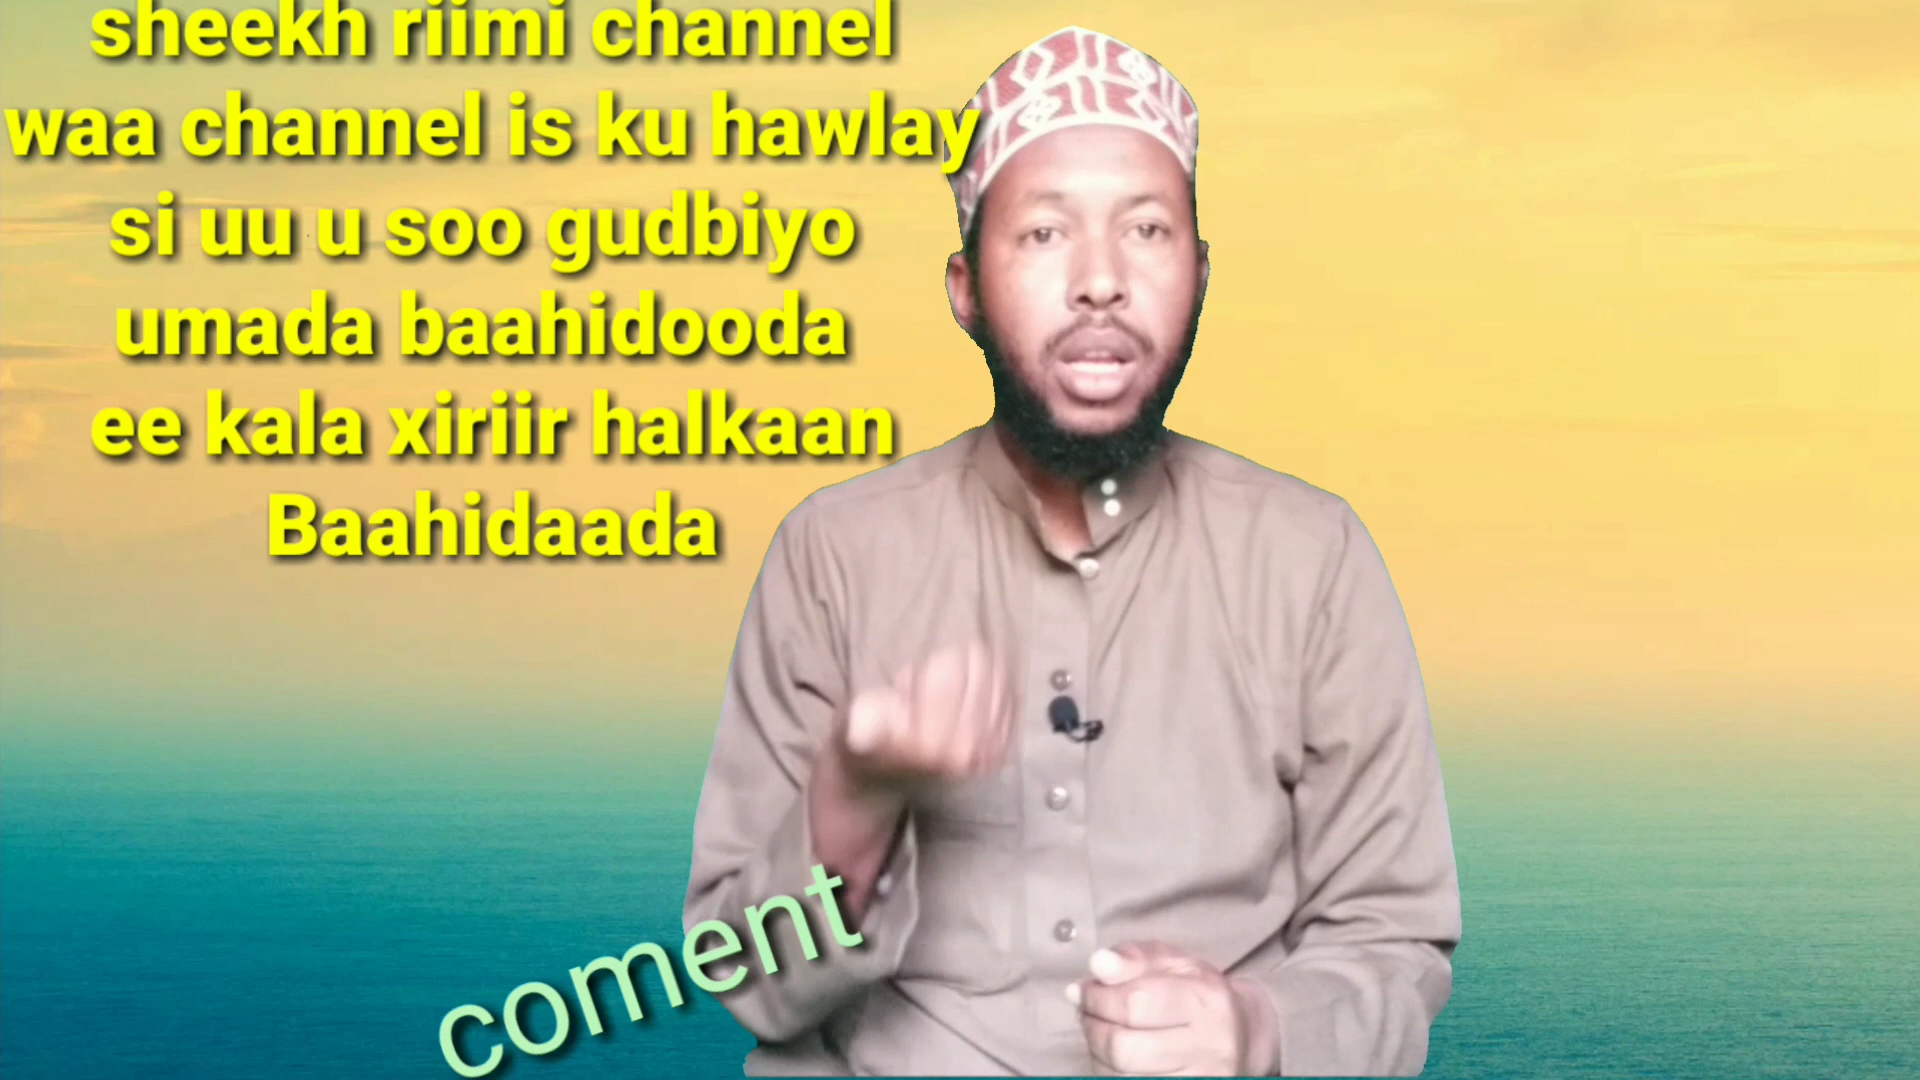 sheekh riimi channel
waa channel is ku hawlay
si uu u soo gudbiyo
umada baahidooda
ee kala xiriir halkaan
Baahidaada
coment